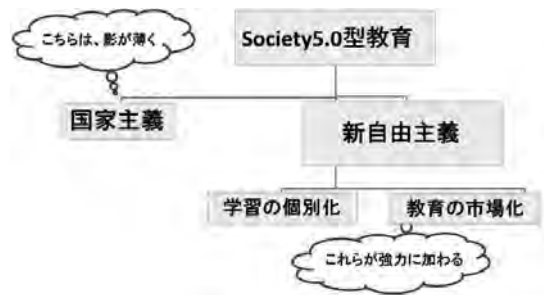 こちらは、影が薄く
Society5.0型教育
国家主義
新自由主義
学習の個別化
教育の市場化
これらが強力に加わる